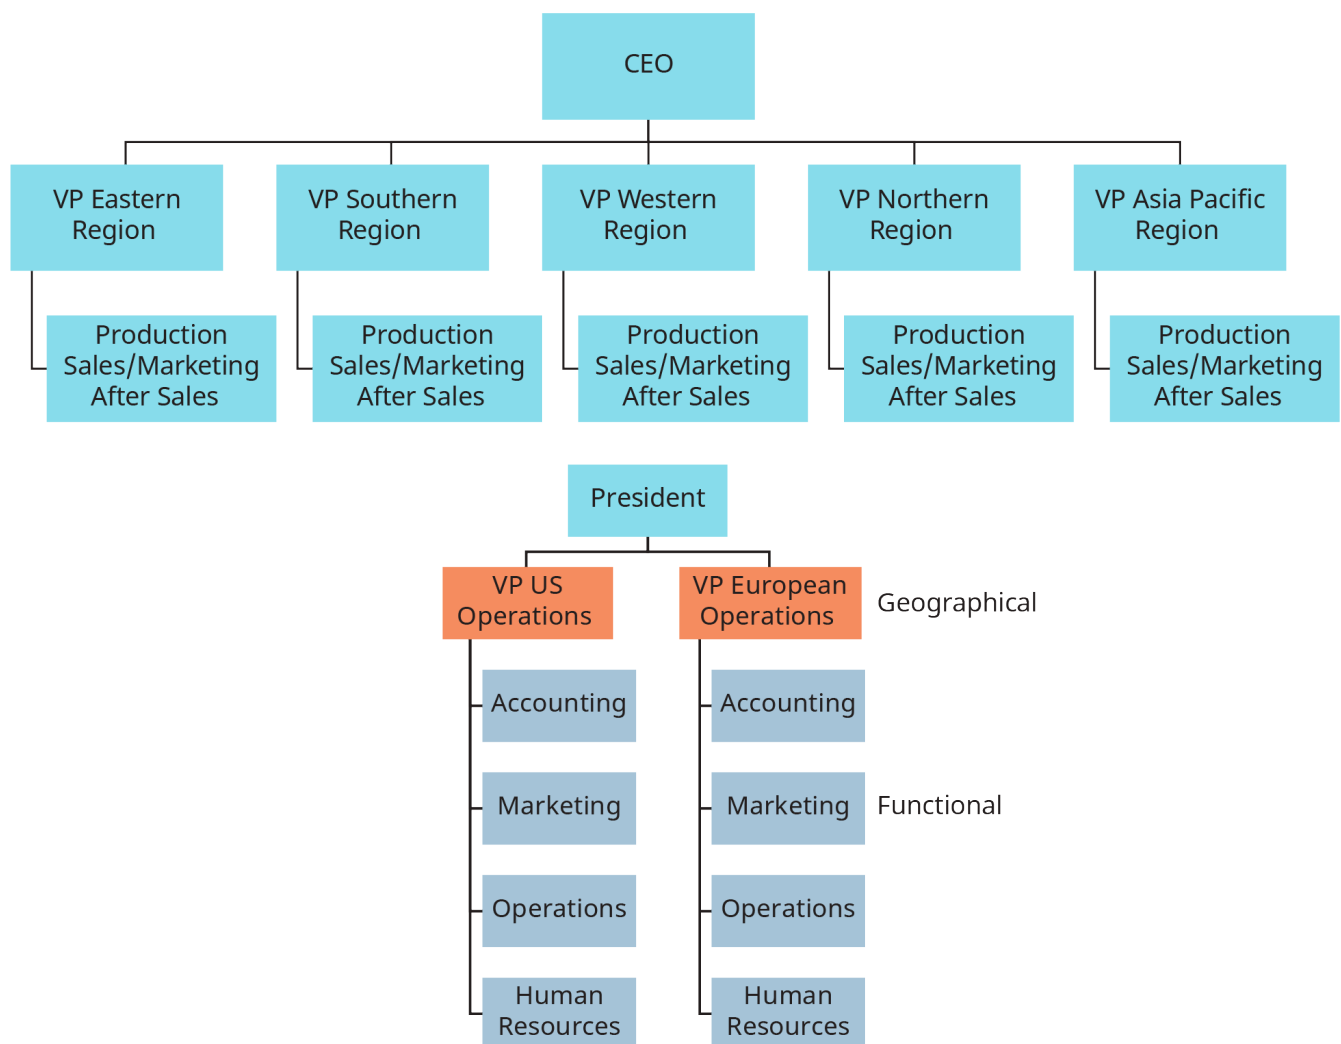 CEO
VP Eastern
Region
VP Southern
Region
VP Western
Region
VP Northern
Region
VP Asia Pacific
Region
Production
Sales/Marketing
After Sales
Production
Sales/Marketing
After Sales
Production
Sales/Marketing
After Sales
Production
Sales/Marketing
After Sales
Production
Sales/Marketing
After Sales
President
VP US
Operations
VP European
Operations
Geographical
Accounting
Accounting
Marketing
Marketing
Functional
Operations
Operations
Human
Resources
Human
Resources